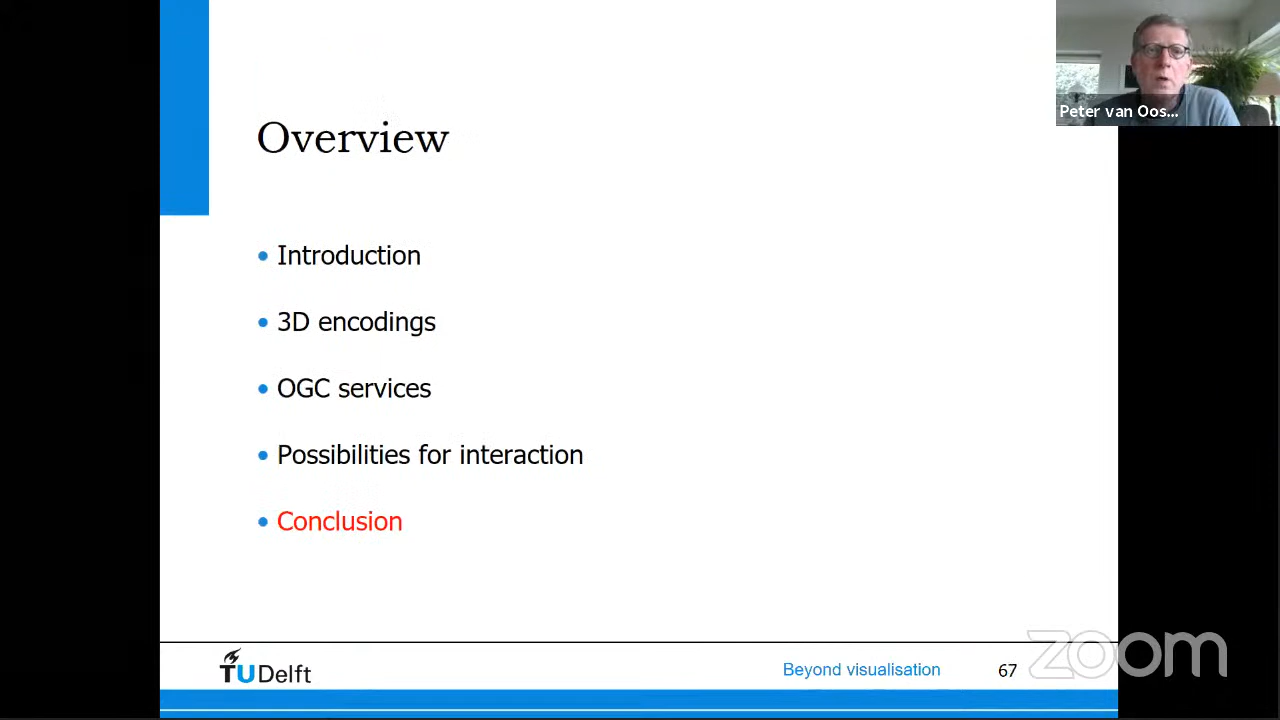 Peter van Oos...
Overview
• Introduction
• 3D encodings
• OGC services
• Possibilities for interaction
• Conclusion
TU Delft
Beyond visualisation
67
zoom